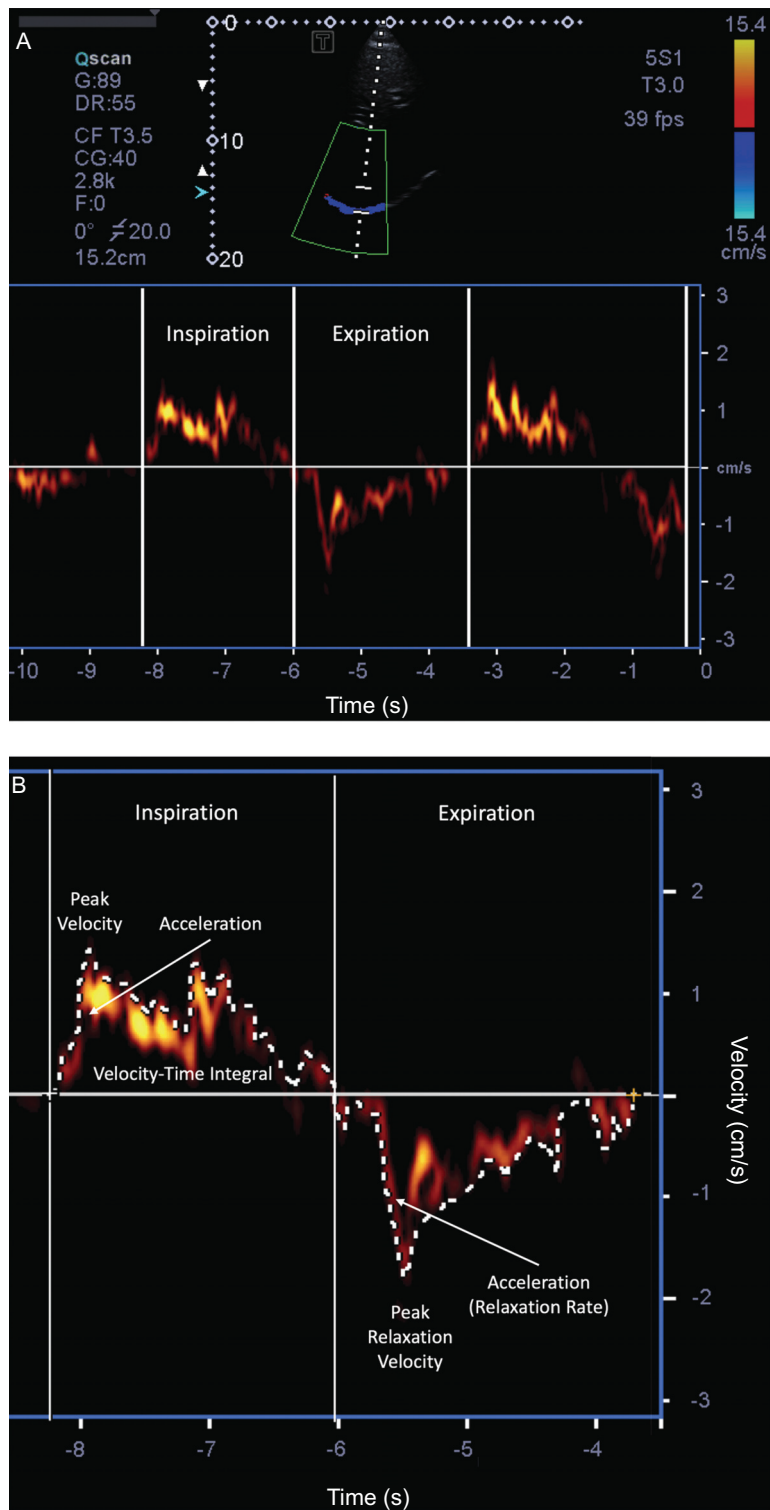 A
Qscan
G:89
DR:55
CF T3.5
CG:40
2.8k
F:0
0° ≠20.0
15.2cm
0
10
20
T
5S1
T3.0
39 fps
15.4
15.4
cm/s
Inspiration
Expiration
3
2
1
cm/s
-1
-2
-3
-10 -9 -8 -7 -6 -5 -4 -3 -2 -1 0
Time (s)
B
Inspiration
Expiration
Peak
Velocity
Acceleration
Velocity-Time Integral
Acceleration
(Relaxation Rate)
Peak
Relaxation
Velocity
3
2
1
-1
-2
-3
Velocity (cm/s)
-8 -7 -6 -5 -4
Time (s)